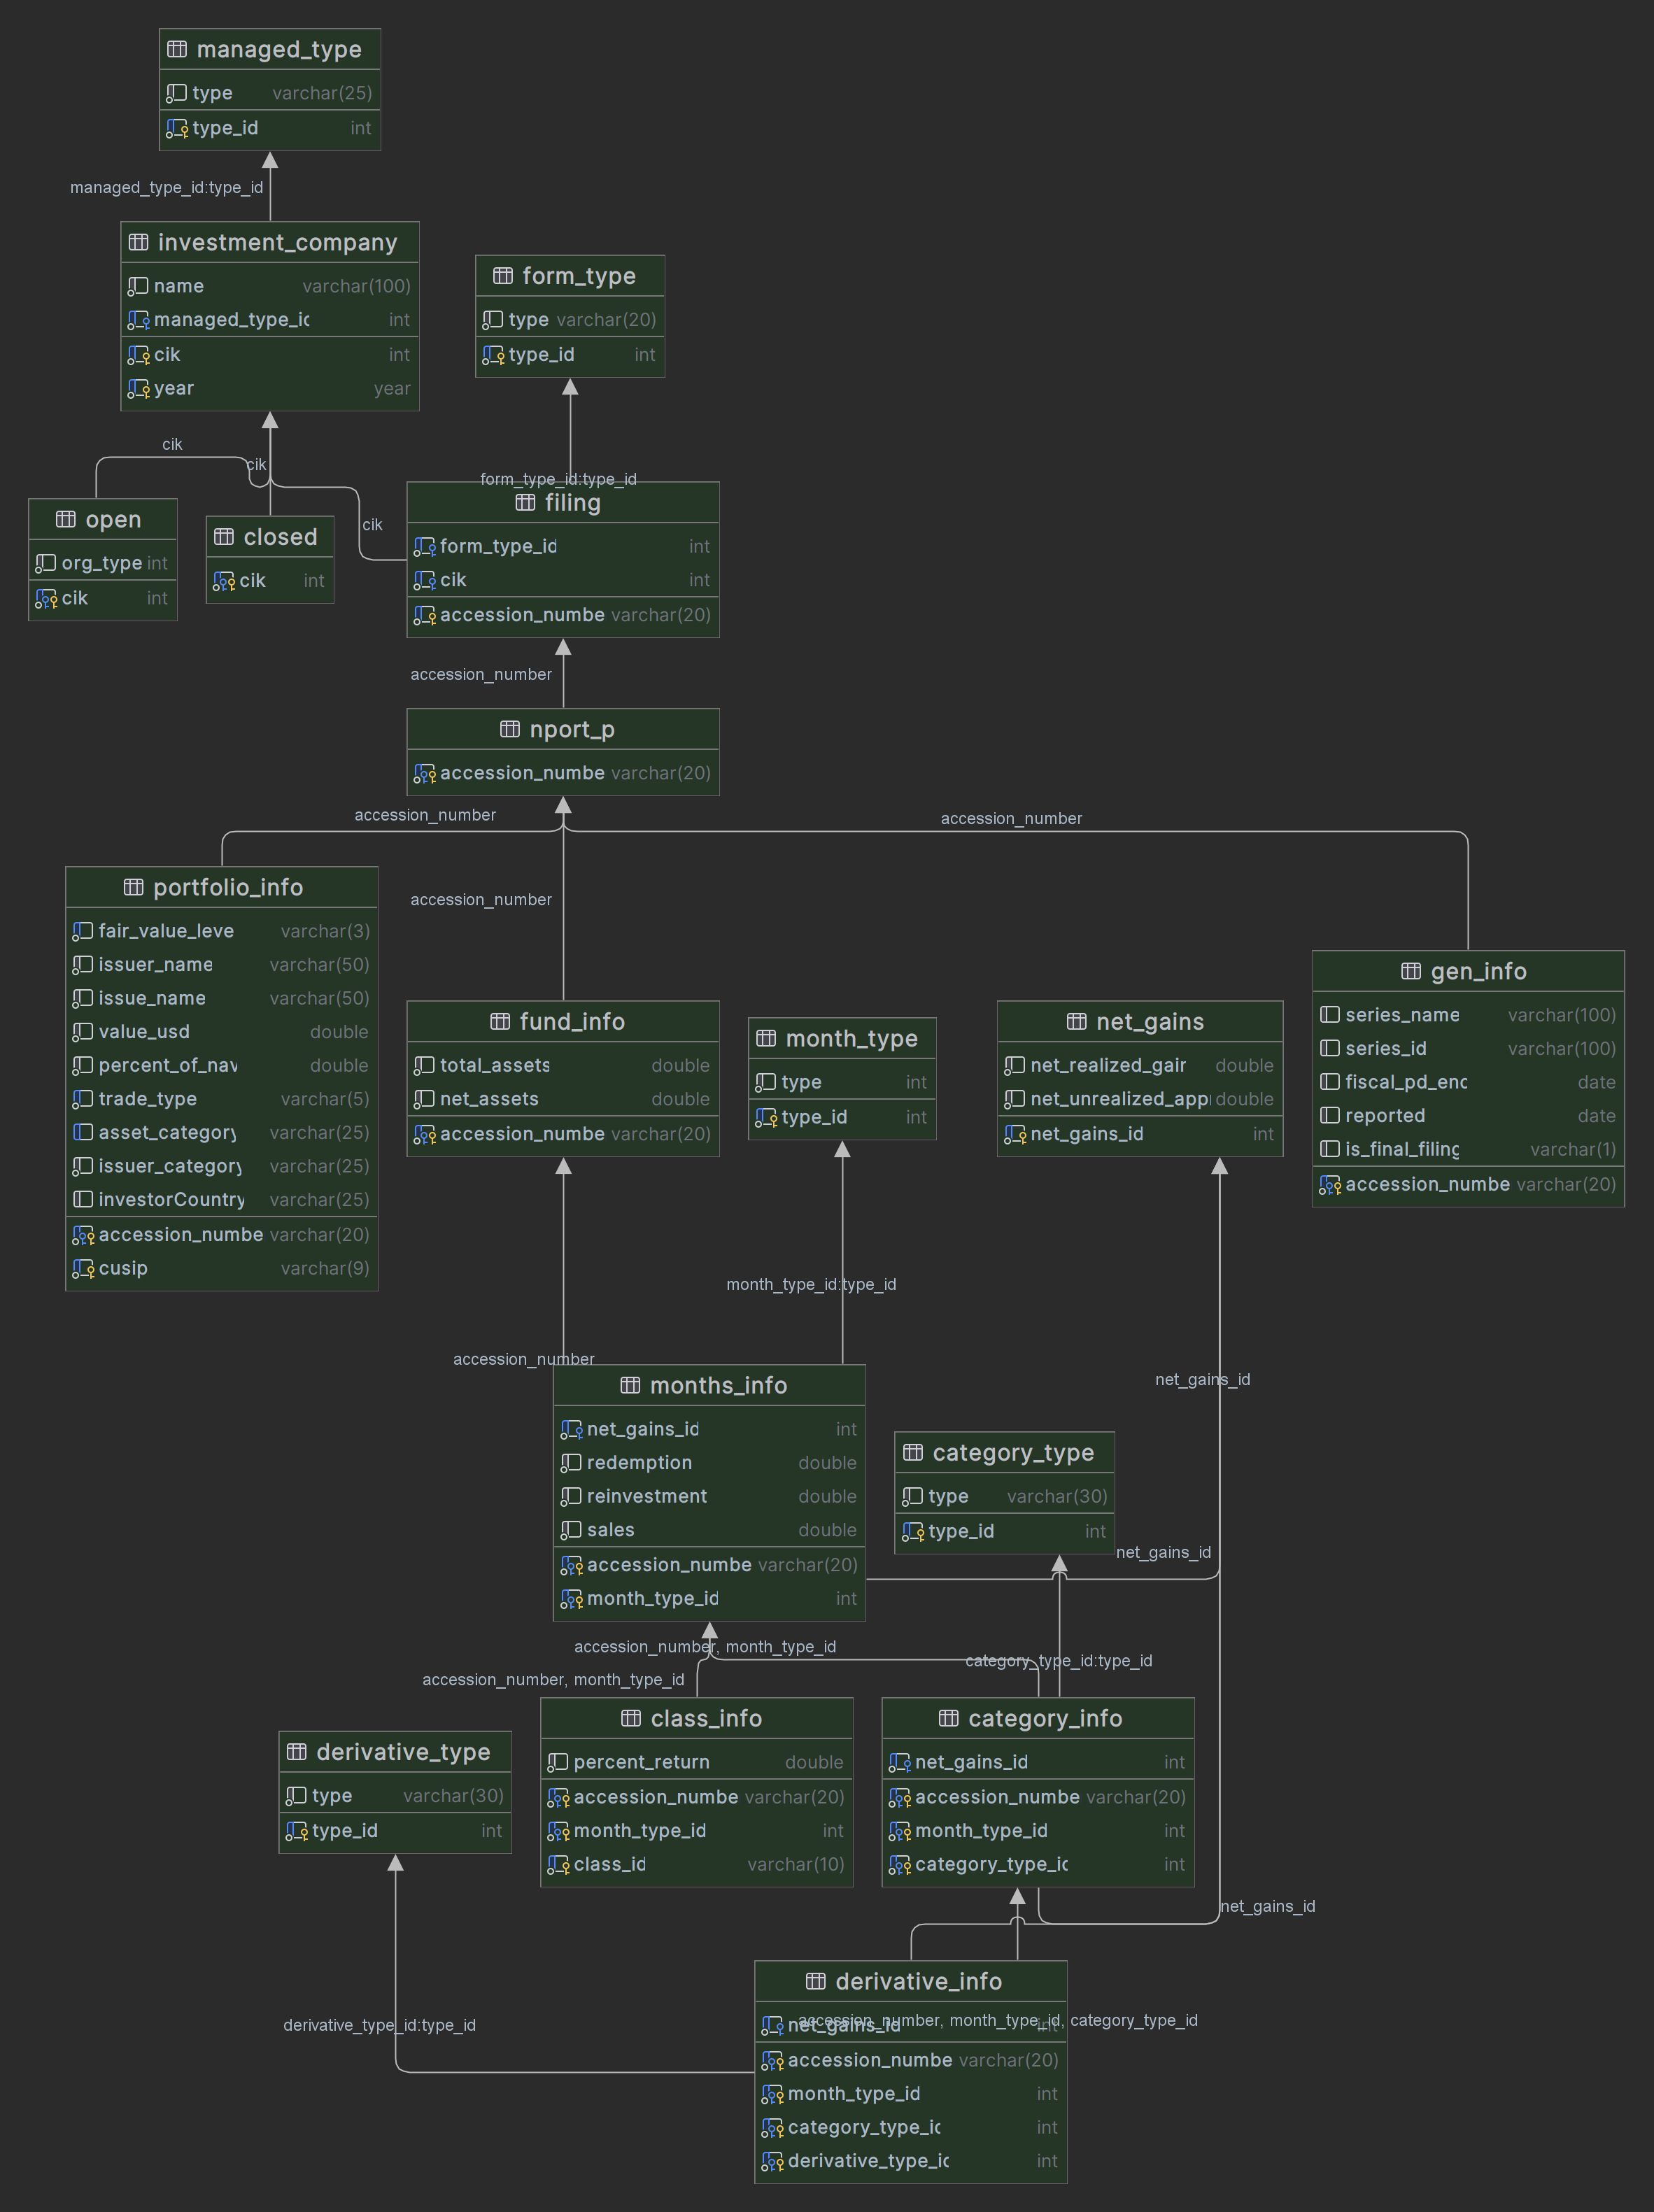 managed_type
type varchar(25)
type_id int
managed_type_id:type_id
investment_company
name varchar(100)
managed_type_ic int
cik int
year year
form_type
type varchar(20)
type_id int
cik
cik
cik
form_type_id:type_id
open
org_type int
cik int
closed
cik int
filing
form_type_id int
cik int
accession_numbe varchar(20)
accession_number
nport_p
accession_numbe varchar(20)
accession_number
accession_number
accession_number
portfolio_info
fair_value_leve varchar(3)
issuer_name varchar(50)
issue_name varchar(50)
value_usd double
percent_of_nav double
trade_type varchar(5)
asset_category varchar(25)
issuer_category varchar(25)
investorCountry varchar(25)
accession_numbe varchar(20)
cusip varchar(9)
fund_info
total_assets double
net_assets double
accession_numbe varchar(20)
month_type
type int
type_id int
net_gains
net_realized_gair double
net_unrealized_app double
net_gains_id int
gen_info
series_name varchar(100)
series_id varchar(100)
fiscal_pd_enc date
reported date
is_final_filing varchar(1)
accession_numbe varchar(20)
month_type_id:type_id
accession_number
net_gains_id
months_info
net_gains_id int
redemption double
reinvestment double
sales double
accession_numbe varchar(20)
month_type_id int
category_type
type varchar(30)
type_id int
net_gains_id
accession_number, month_type_id
category_type_id:type_id
accession_number, month_type_id
derivative_type
type varchar(30)
type_id int
class_info
percent_return double
accession_numbe varchar(20)
month_type_id int
class_id varchar(10)
category_info
net_gains_id int
accession_numbe varchar(20)
month_type_id int
category_type_ic int
net_gains_id
derivative_info
accession_number, month_type_id, category_type_id
net_gains_id int
derivative_type_id:type_id
accession_numbe varchar(20)
month_type_id int
category_type_ic int
derivative_type_ic int